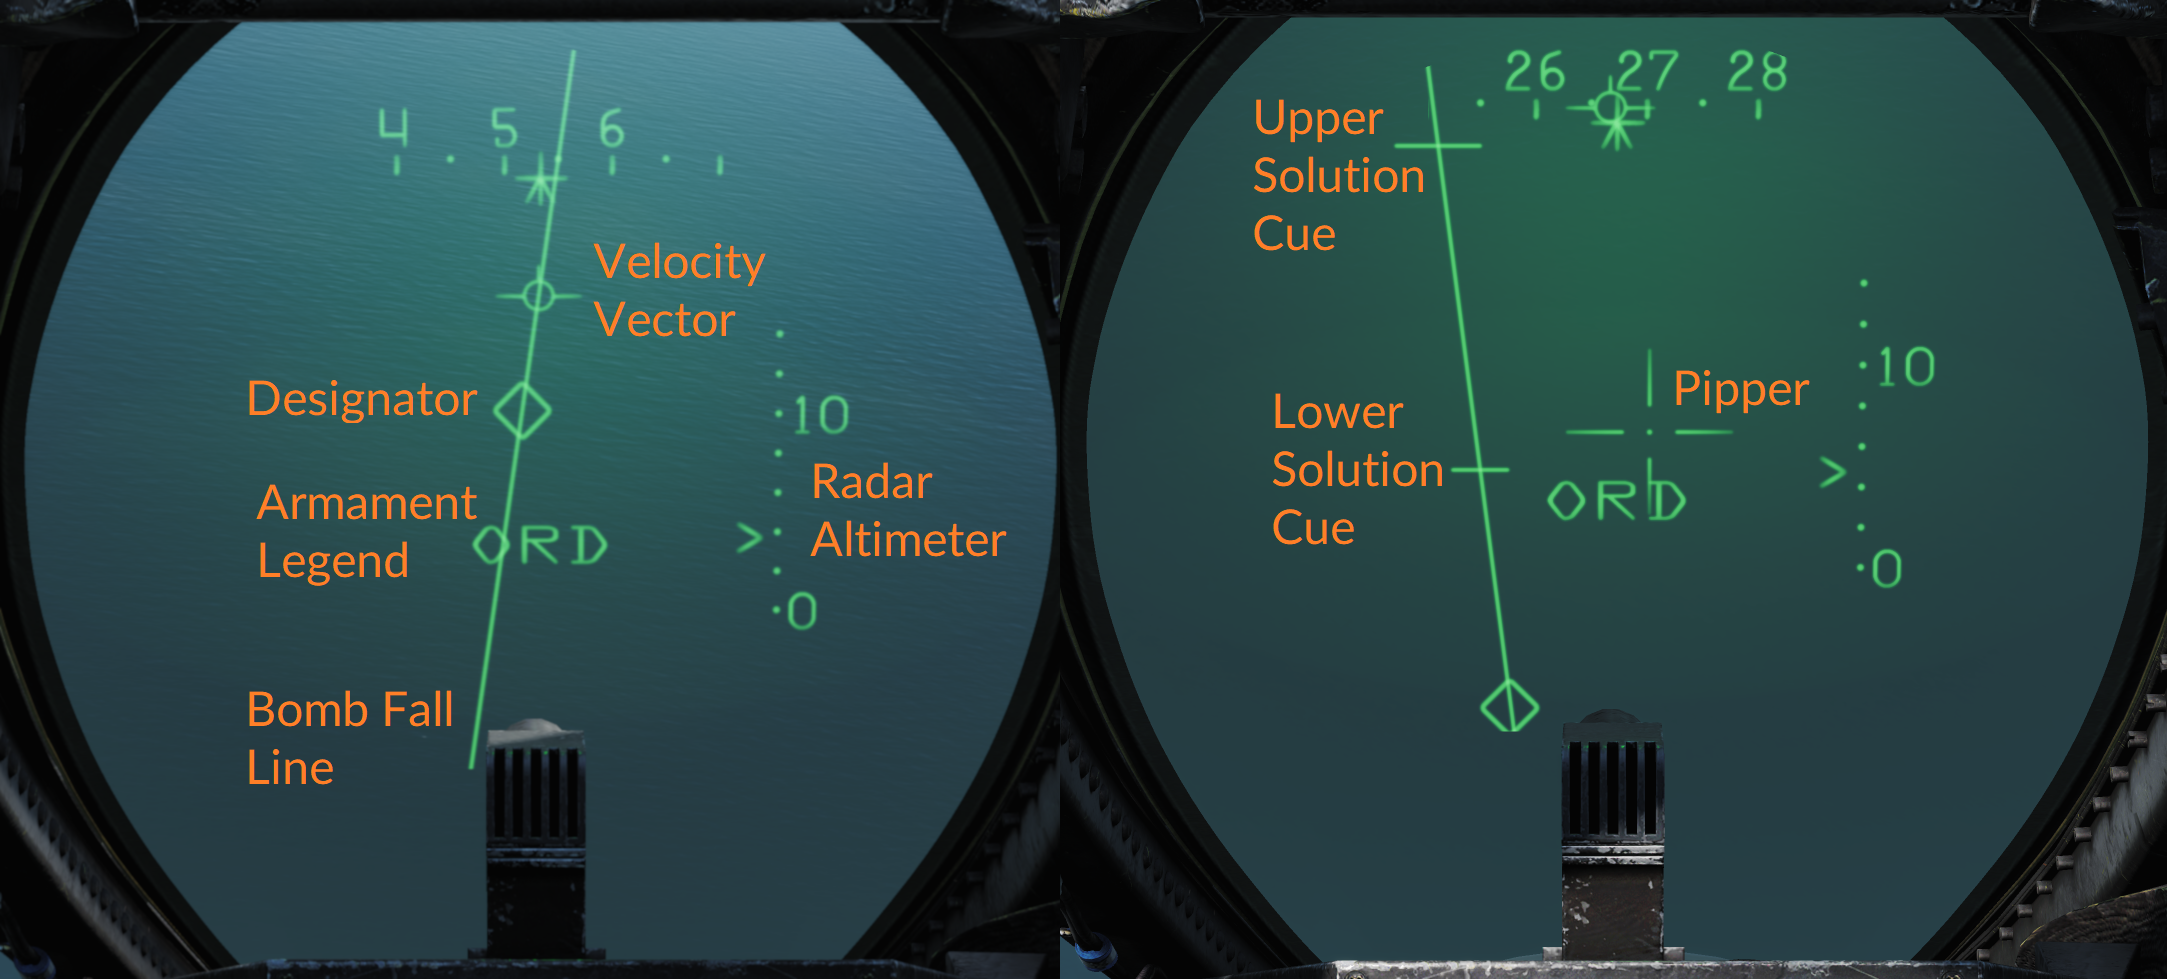 4 5 6
Velocity
Vector
Designator
10
Armament
Legend
ORD
Radar
Altimeter
>
0
Bomb Fall
Line
26 27 28
Upper
Solution
Cue
Pipper
10
Lower
Solution
Cue
ORD
>
0